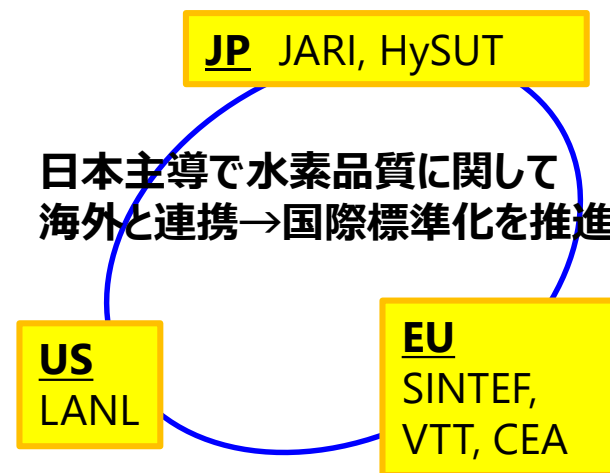 JP JARI, HySUT
日本主導で水素品質に関して
海外と連携→国際標準化を推進
US
LANL
EU
SINTEF,
VTT, CEA